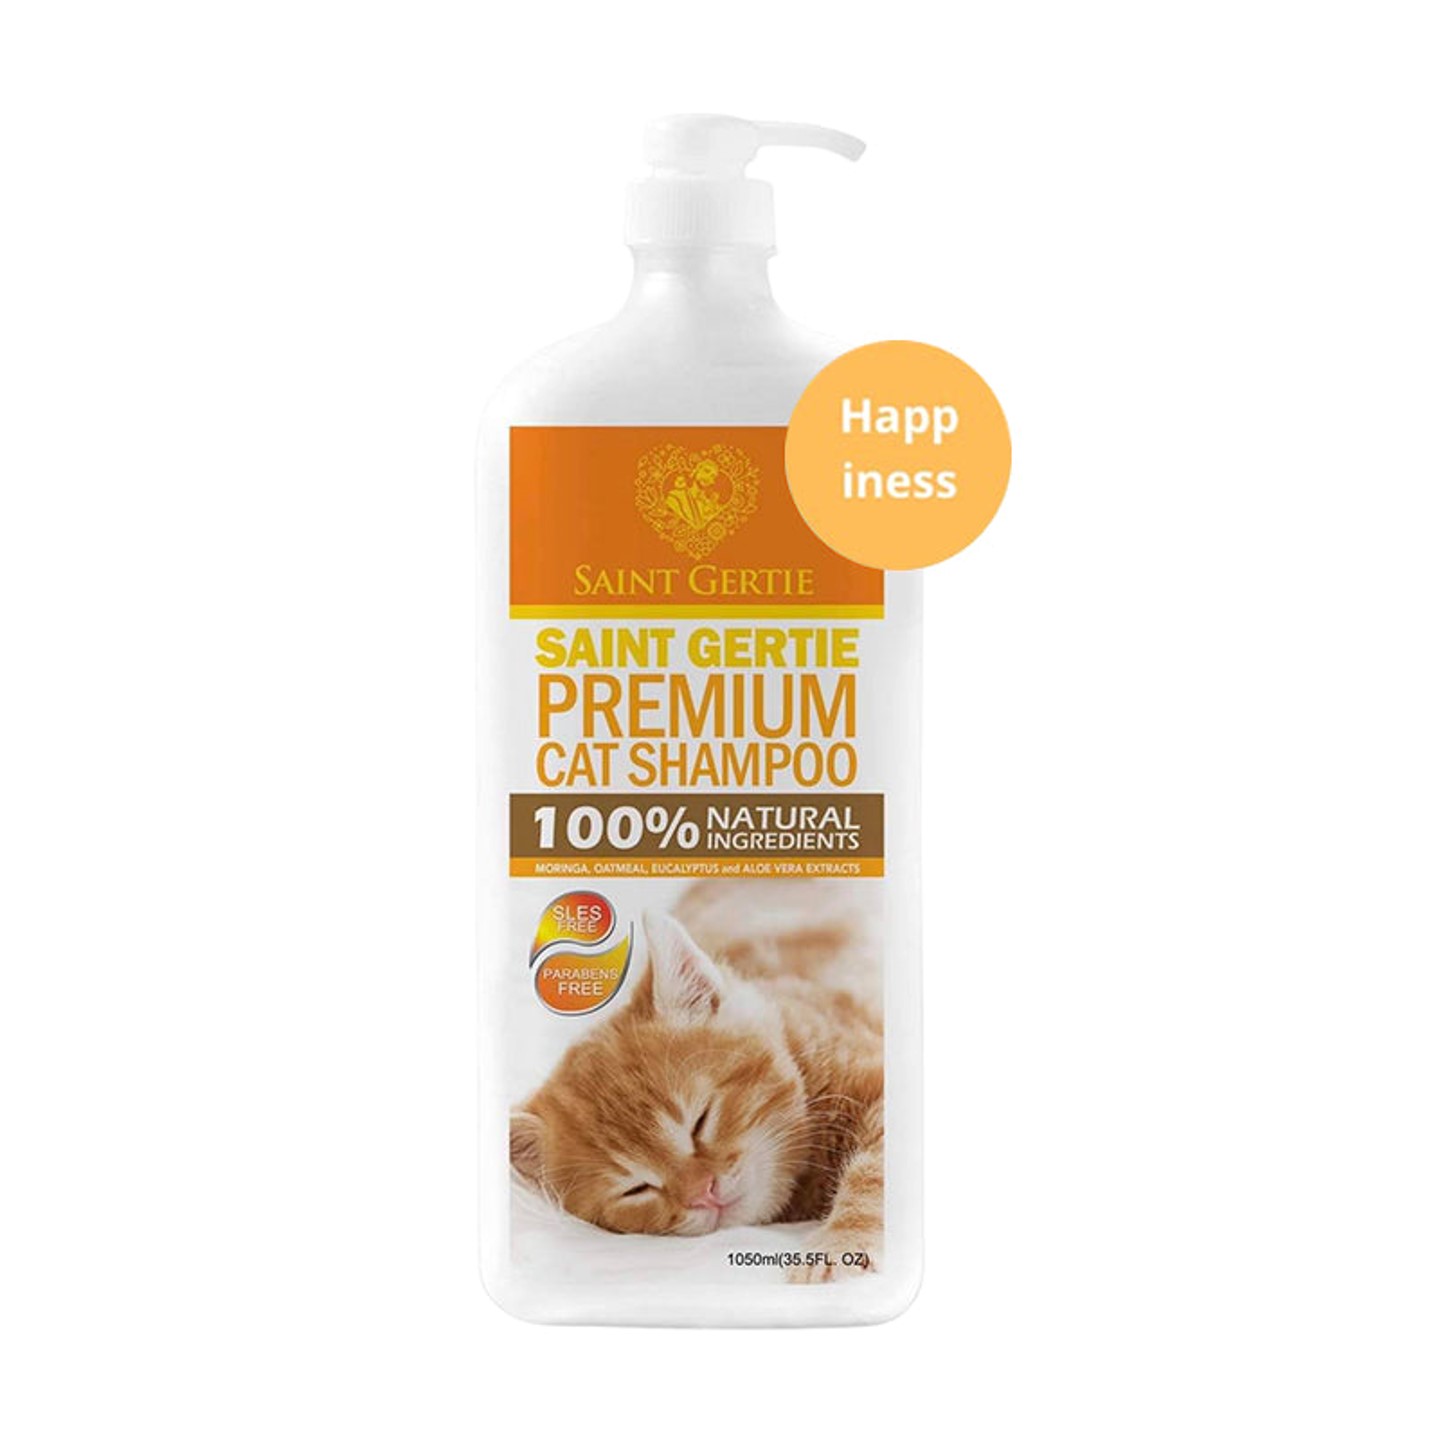 Happ
iness
SAINT GERTIE
SAINT GERTIE
PREMIUM
CAT SHAMPOO
100% NATURAL
INGREDIENTS
MORINGA, OATMEAL, EUCALYPTUS and ALOE VERA EXTRACTS
SLES
FREE
PARABENS
FREE
1050ml(35.5FL. OZ)